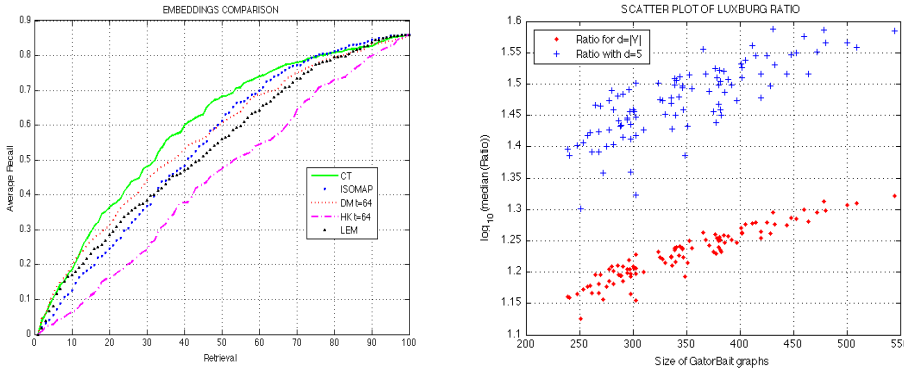 EMBEDDINGS COMPARISON
0.9
0.8
0.7
0.6
0.5
0.4
0.3
0.2
0.1
0
Average Recall
CT
ISOMAP
DM t=64
HK t=64
LEM
0 10 20 30 40 50 60 70 80 90 100
Retrieval
SCATTER PLOT OF LUXBURG RATIO
1.6
1.55
1.5
1.45
1.4
1.35
1.3
1.25
1.2
1.15
1.1
log10 (median (Ratio))
Ratio for d=|V|
Ratio with d=5
200 250 300 350 400 450 500 550
Size of GatorBait graphs